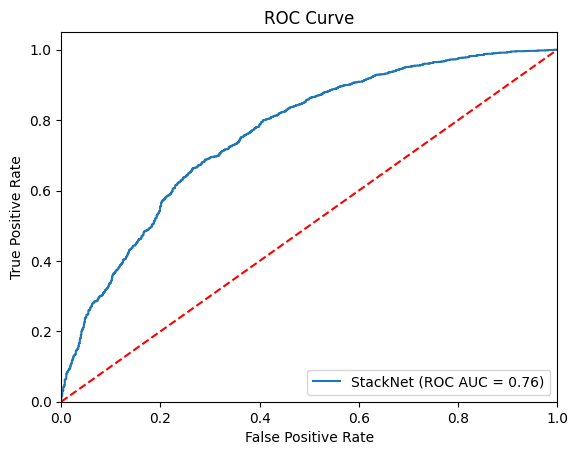 ROC Curve
True Positive Rate
1.0
0.8
0.6
0.4
0.2
0.0
StackNet (ROC AUC = 0.76)
0.0 0.2 0.4 0.6 0.8 1.0
False Positive Rate